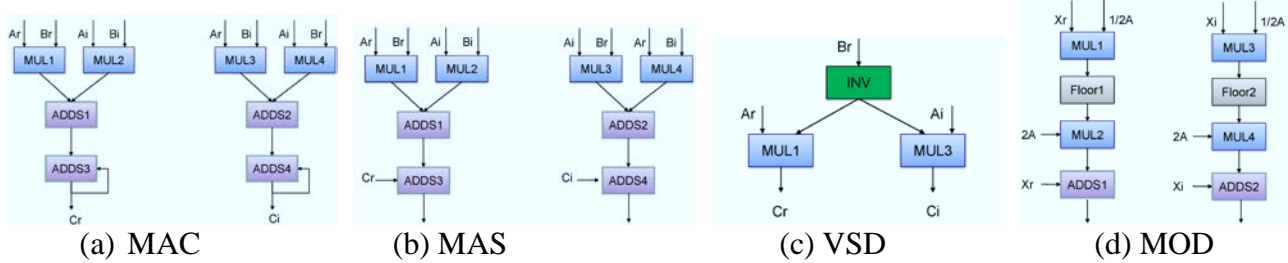 Ar Br Ai Bi
MUL1 MUL2
ADDS1
ADDS3
Cr
Ar Bi Ai Br
MUL3 MUL4
ADDS2
ADDS4
Ci
(a) MAC
Ar Br Ai Bi
MUL1 MUL2
ADDS1
Cr ADDS3
Ai Br Ar Bi
MUL3 MUL4
ADDS2
Ci ADDS4
(b) MAS
Br
INV
Ar Ai
MUL1 MUL3
Cr Ci
(c) VSD
Xr 1/2A
MUL1
Floor1
2A MUL2
Xr ADDS1
Xi 1/2A
MUL3
Floor2
2A MUL4
Xi ADDS2
(d) MOD